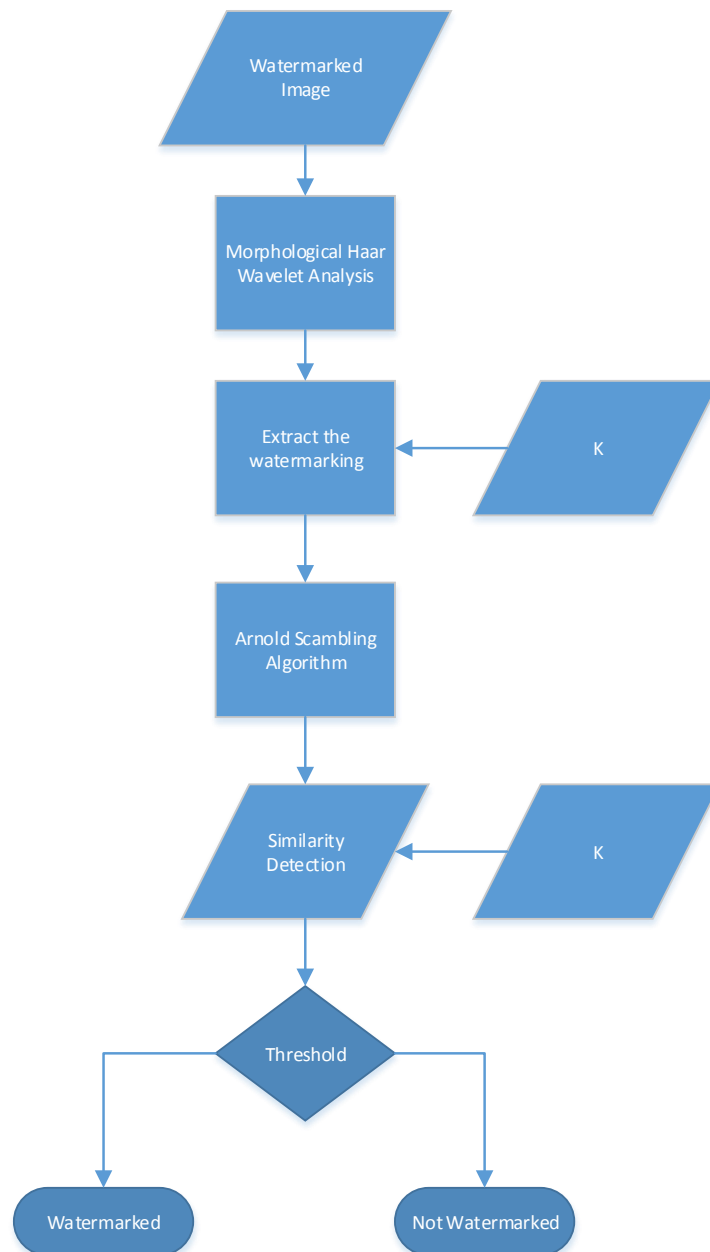 Watermarked
Image
Morphological Haar
Wavelet Analysis
Extract the
watermarking
K
Arnold Scambling
Algorithm
Similarity
Detection
K
Threshold
Watermarked
Not Watermarked